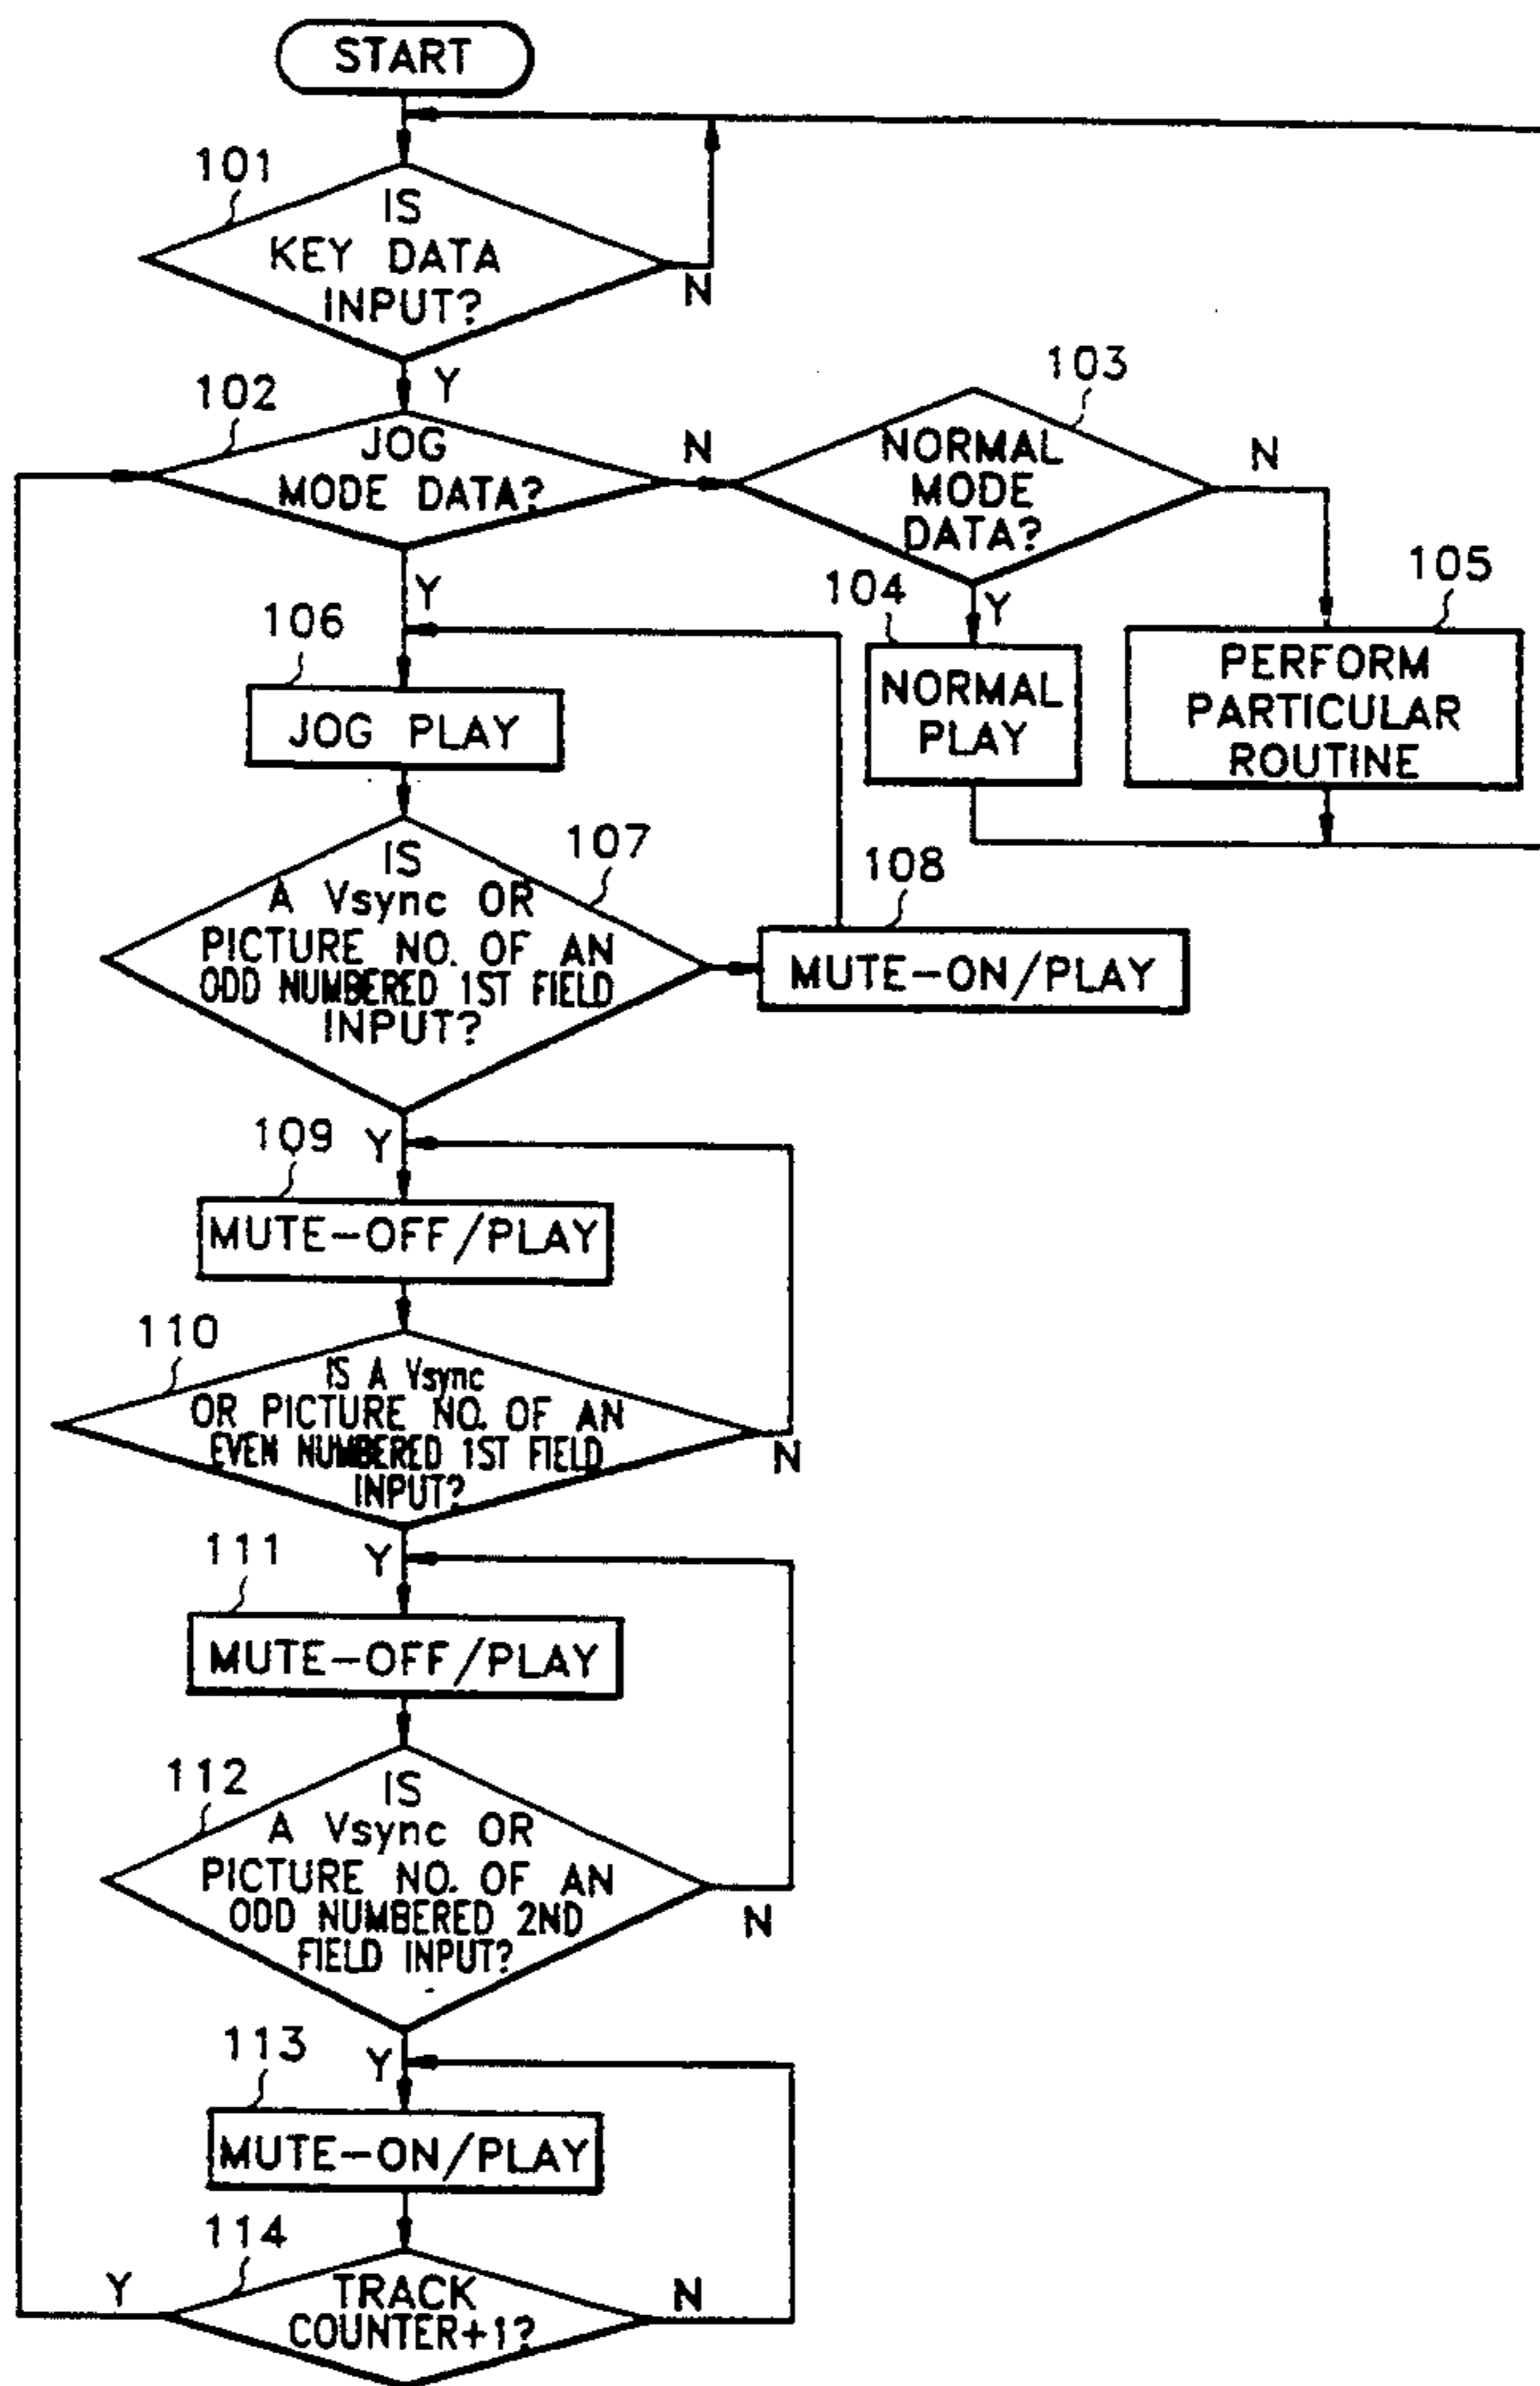 START
101
IS
KEY DATA
INPUT?
N
Y
102
JOG
MODE DATA?
N
103
NORMAL
MODE
DATA?
N
Y
104
Y
105
106
JOG PLAY
NORMAL
PLAY
PERFORM
PARTICULAR
ROUTINE
107
IS
A Vsync OR
PICTURE NO. OF AN
ODD NUMBERED 1ST FIELD
INPUT?
108
MUTE-ON/PLAY
109
Y
MUTE-OFF/PLAY
110
IS A Vsync
OR PICTURE NO. OF AN
EVEN NUMBERED 1ST FIELD
INPUT?
N
111
Y
MUTE-OFF/PLAY
112
IS
A Vsync OR
PICTURE NO. OF AN
ODD NUMBERED 2ND
FIELD INPUT?
N
113
Y
MUTE-ON/PLAY
114
Y
TRACK
COUNTER+1?
N